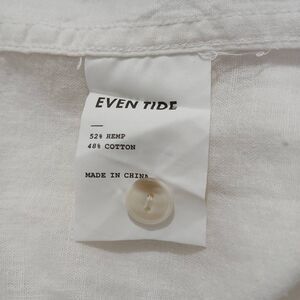 EVEN TIDE
—
52% HEMP
48% COTTON
MADE IN CHINA